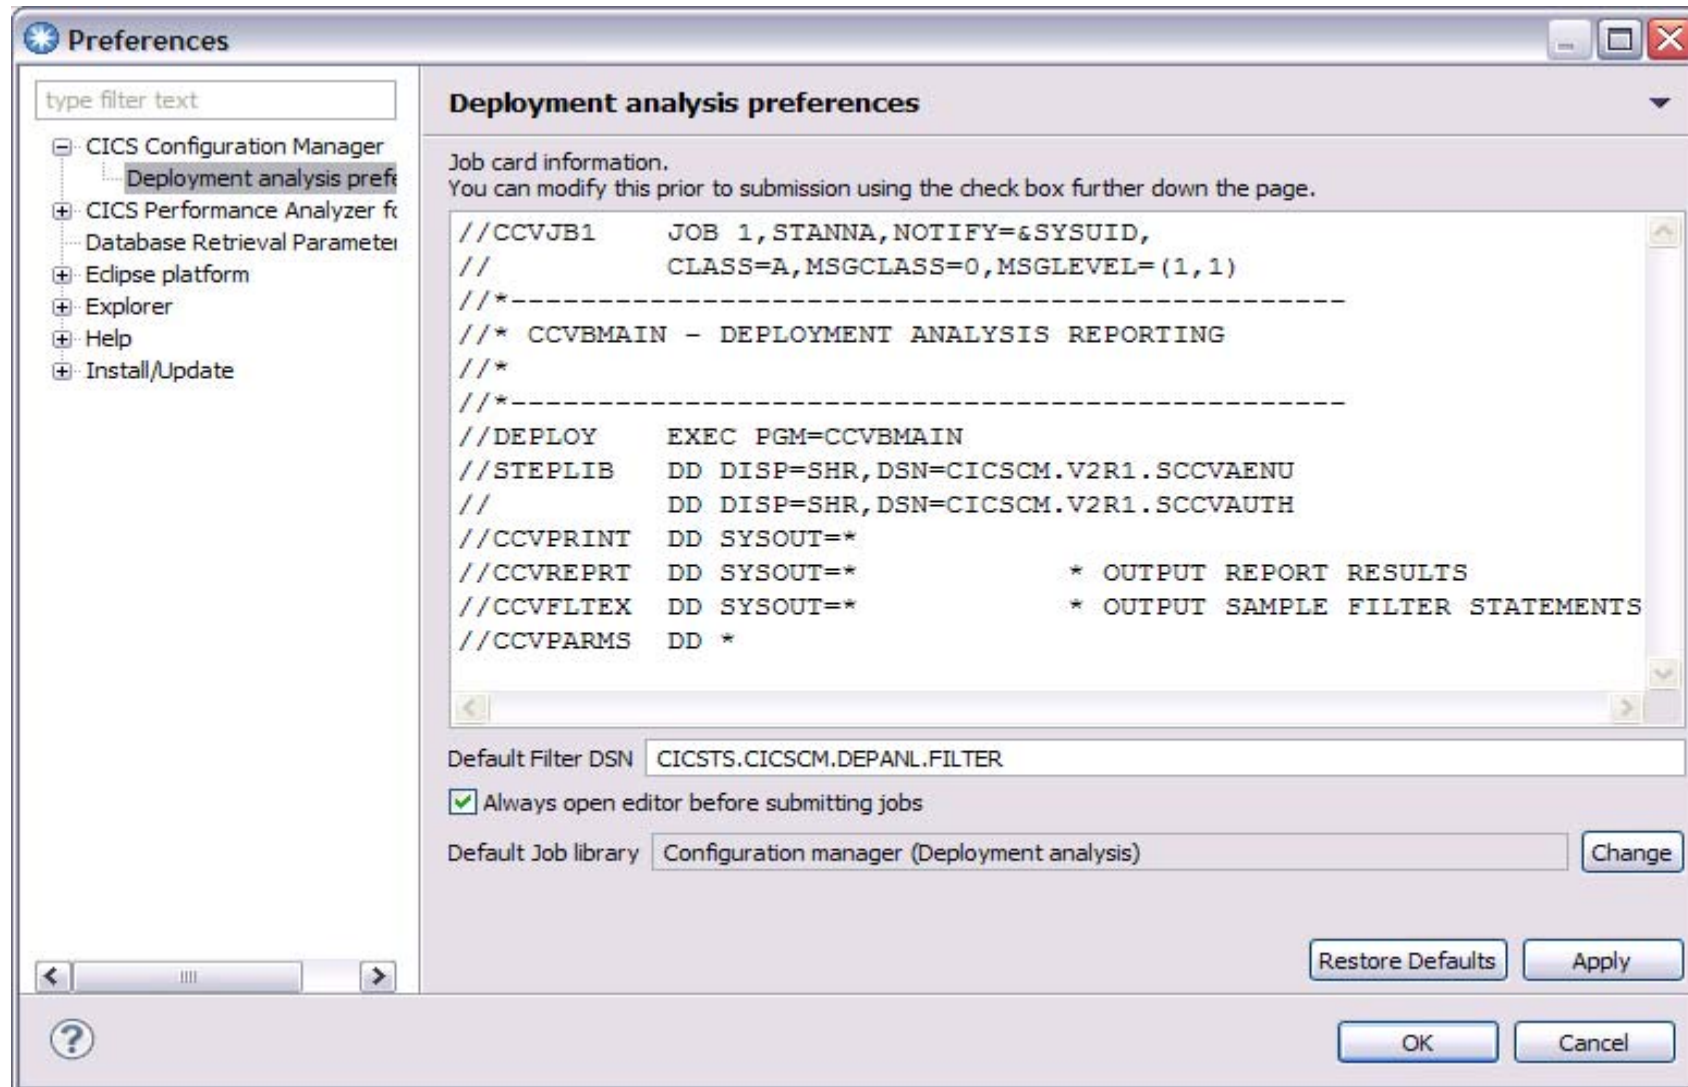 Preferences
type filter text
CICS Configuration Manager
Deployment analysis prefe
CICS Performance Analyzer fo
Database Retrieval Parameter
Eclipse platform
Explorer
Help
Install/Update
Deployment analysis preferences
Job card information.
You can modify this prior to submission using the check box further down the page.
//CCVJB1    JOB 1,STANNA,NOTIFY=&SYSUID,
//          CLASS=A,MSGCLASS=0,MSGLEVEL=(1,1)
//*------------------------------------------------
//* CCVBMAIN - DEPLOYMENT ANALYSIS REPORTING
//*
//*------------------------------------------------
//DEPLOY    EXEC PGM=CCVBMAIN
//STEPLIB   DD DISP=SHR,DSN=CICSCM.V2R1.SCCVAENU
//          DD DISP=SHR,DSN=CICSCM.V2R1.SCCVAUTH
//CCVPRINT  DD SYSOUT=*
//CCVREPRT  DD SYSOUT=*            * OUTPUT REPORT RESULTS
//CCVFLTEX  DD SYSOUT=*            * OUTPUT SAMPLE FILTER STATEMENTS
//CCVPARMS  DD *
Default Filter DSN CICSTS.CICSCM.DEPANL.FILTER
Always open editor before submitting jobs
Default Job library Configuration manager (Deployment analysis) Change
Restore Defaults Apply
? OK Cancel